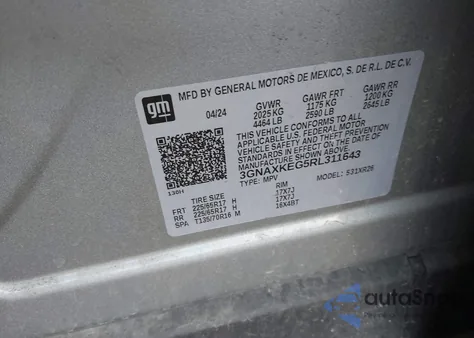 gm
MFD BY GENERAL MOTORS DE MEXICO, S. DE R.L. DE C.V.
04/24 GVWR GAWR FRT GAWR RR
2025 KG 1175 KG 1200 KG
4464 LB 2590 LB 2645 LB
THIS VEHICLE CONFORMS TO ALL
APPLICABLE U.S. FEDERAL MOTOR
VEHICLE SAFETY AND THEFT PREVENTION
STANDARDS IN EFFECT ON THE DATE OF
MANUFACTURE SHOWN ABOVE.
3GNAXKEG5RL311643
TYPE: MPV MODEL: 531XR26
TIRE SIZE RIM
FRT 225/65R17 H 17X7J
RR 225/65R17 H 17X7J
SPA T135/70R16 M 16X4BT